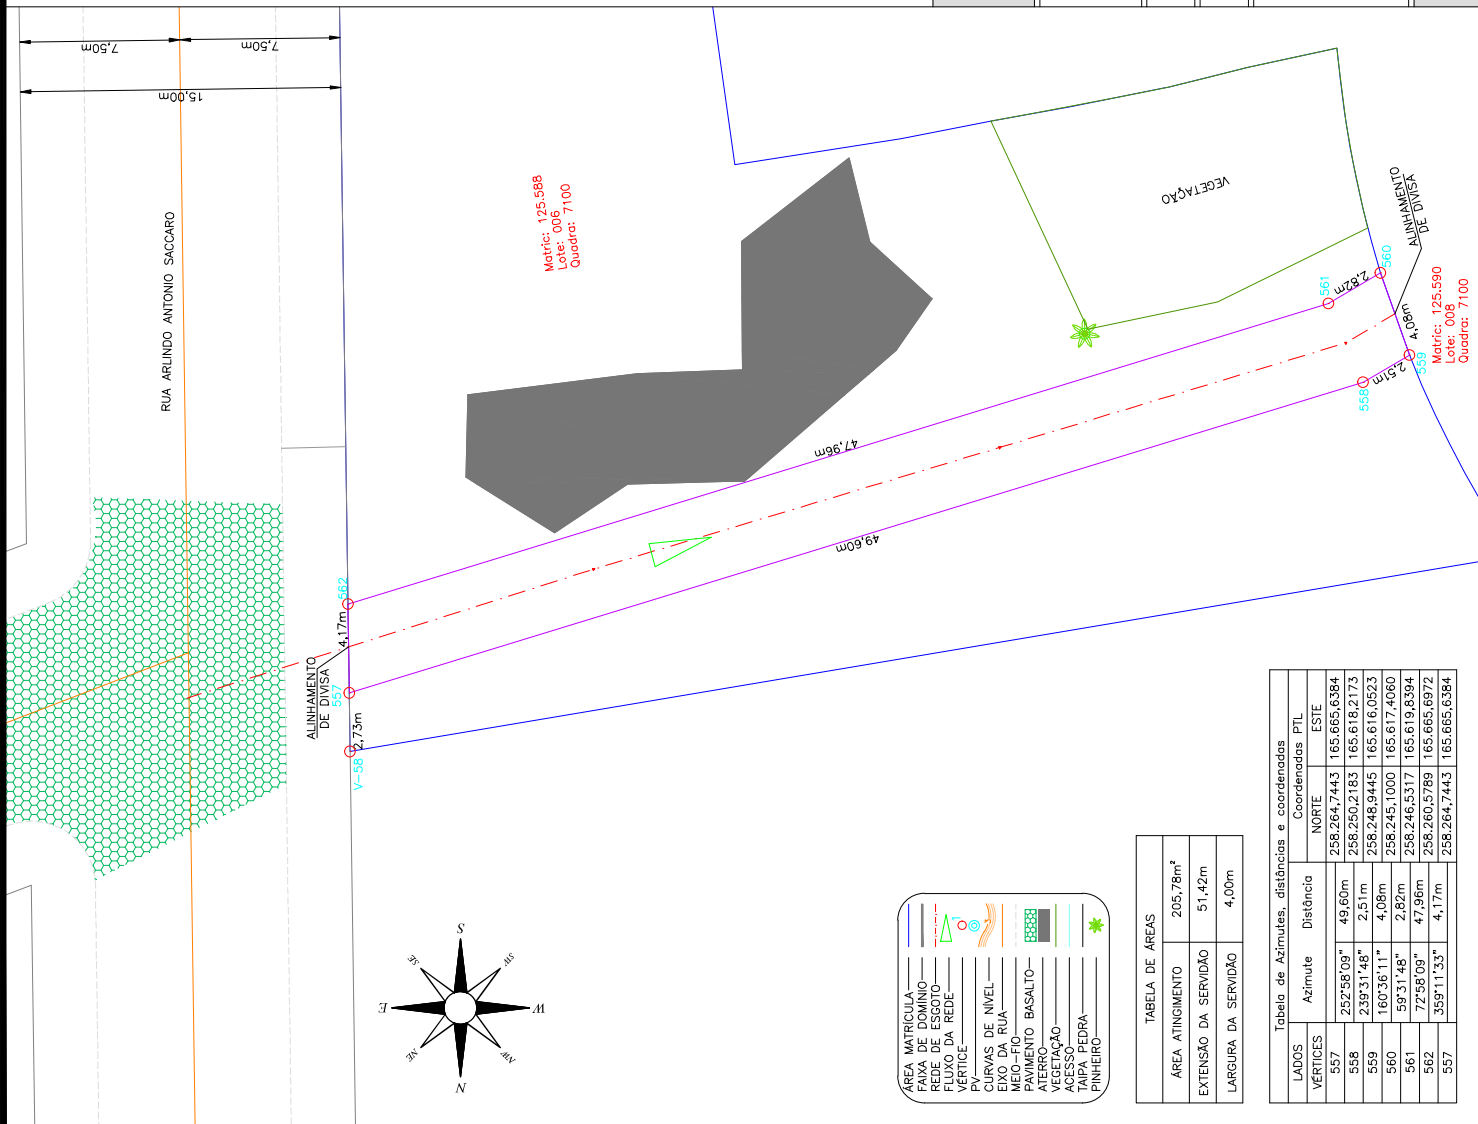 7,50m
7,50m
15,00m
RUA ARLINDO ANTONIO SACCARO
Matric: 125.588
Lote: 006
Quadra: 7100
VEGETAÇÃO
ALINHAMENTO
DE DIVISA
560
561
2,82m
4,08m
Matric: 125.590
Lote: 008
Quadra: 7100
559
2,51m
558
47,96m
49,60m
562
4,17m
ALINHAMENTO
DE DIVISA
557
2,73m
V-58
S
SE
SW
E
W
NE
NW
N
ÁREA MATRÍCULA
FAIXA DE DOMÍNIO
REDE DE ESGOTO
FLUXO DA REDE
VÉRTICE
1
PV
CURVAS DE NÍVEL
EIXO DA RUA
MEIO-FIO
PAVIMENTO BASALTO
ATERRO
VEGETAÇÃO
ACESSO
TAIPA PEDRA
PINHEIRO
TABELA DE ÁREAS
ÁREA ATINGIMENTO 205,78m²
EXTENSÃO DA SERVIDÃO 51,42m
LARGURA DA SERVIDÃO 4,00m
Tabela de Azimutes, distâncias e coordenadas
LADOS Azimute Distância Coordenadas PTL
VÉRTICES NORTE ESTE
557 258.264,7443 165.665,6384
252°58'09" 49,60m
558 258.250,2183 165.618,2173
239°31'48" 2,51m
559 258.248,9445 165.616,0523
160°36'11" 4,08m
560 258.245,1000 165.617,4060
59°31'48" 2,82m
561 258.246,5317 165.619,8394
72°58'09" 47,96m
562 258.260,5789 165.665,6972
359°11'33" 4,17m
557 258.264,7443 165.665,6384